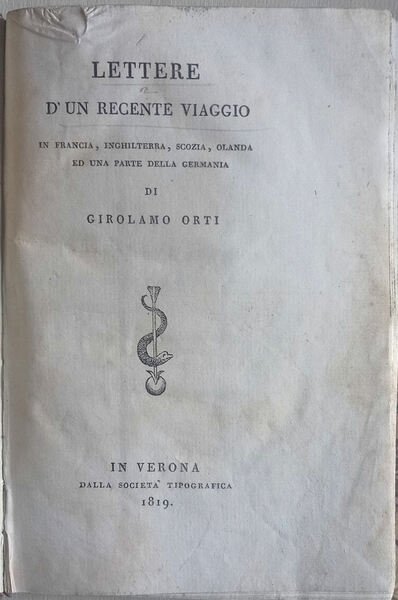 LETTERE
D'UN RECENTE VIAGGIO
IN FRANCIA, INGHILTERRA, SCOZIA, OLANDA
ED UNA PARTE DELLA GERMANIA
DI
GIROLAMO ORTI
IN VERONA
DALLA SOCIETÀ TIPOGRAFICA
1819.